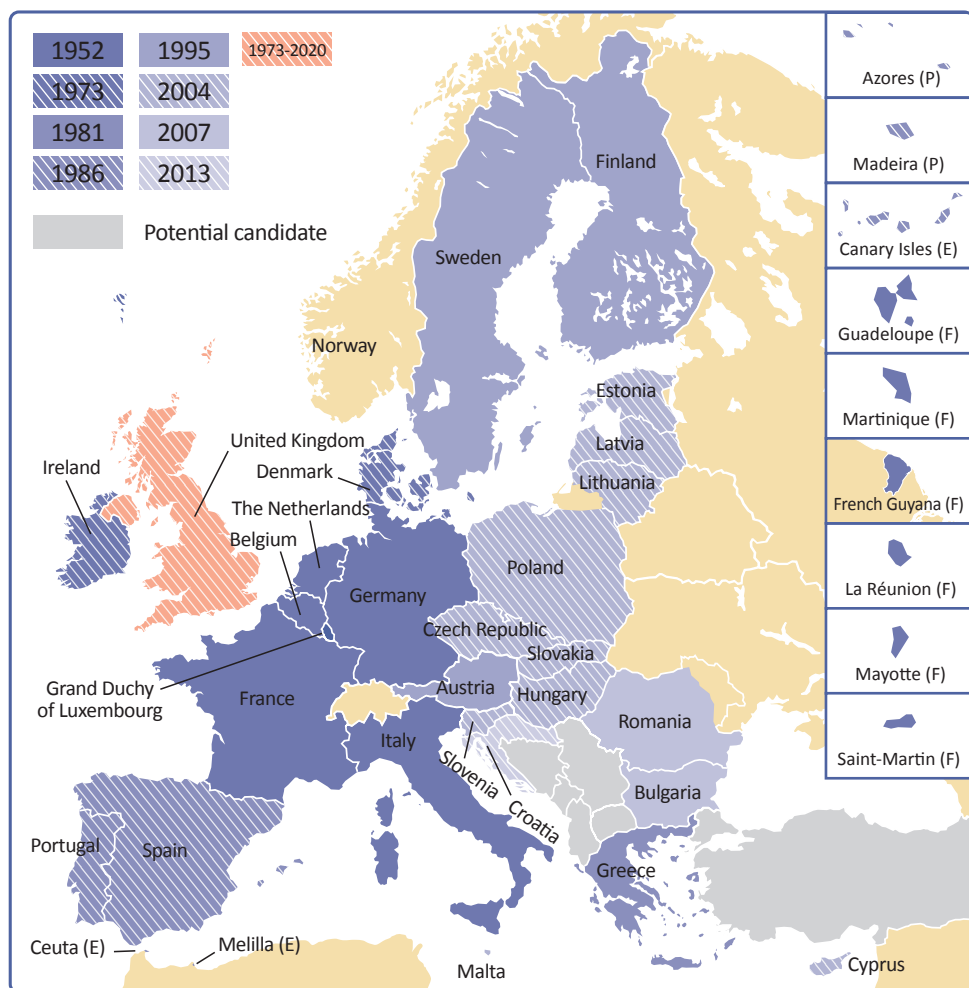 1952
1995
1973-2020
1973
2004
1981
2007
1986
2013
Potential candidate
Azores (P)
Madeira (P)
Canary Isles (E)
Guadeloupe (F)
Martinique (F)
French Guyana (F)
La Réunion (F)
Mayotte (F)
Saint-Martin (F)
Finland
Sweden
Norway
Estonia
Latvia
Lithuania
United Kingdom
Ireland
Denmark
The Netherlands
Belgium
Poland
Germany
Czech Republic
Slovakia
Grand Duchy
of Luxembourg
France
Austria
Hungary
Romania
Italy
Slovenia
Croatia
Bulgaria
Portugal
Spain
Greece
Ceuta (E)
Melilla (E)
Malta
Cyprus